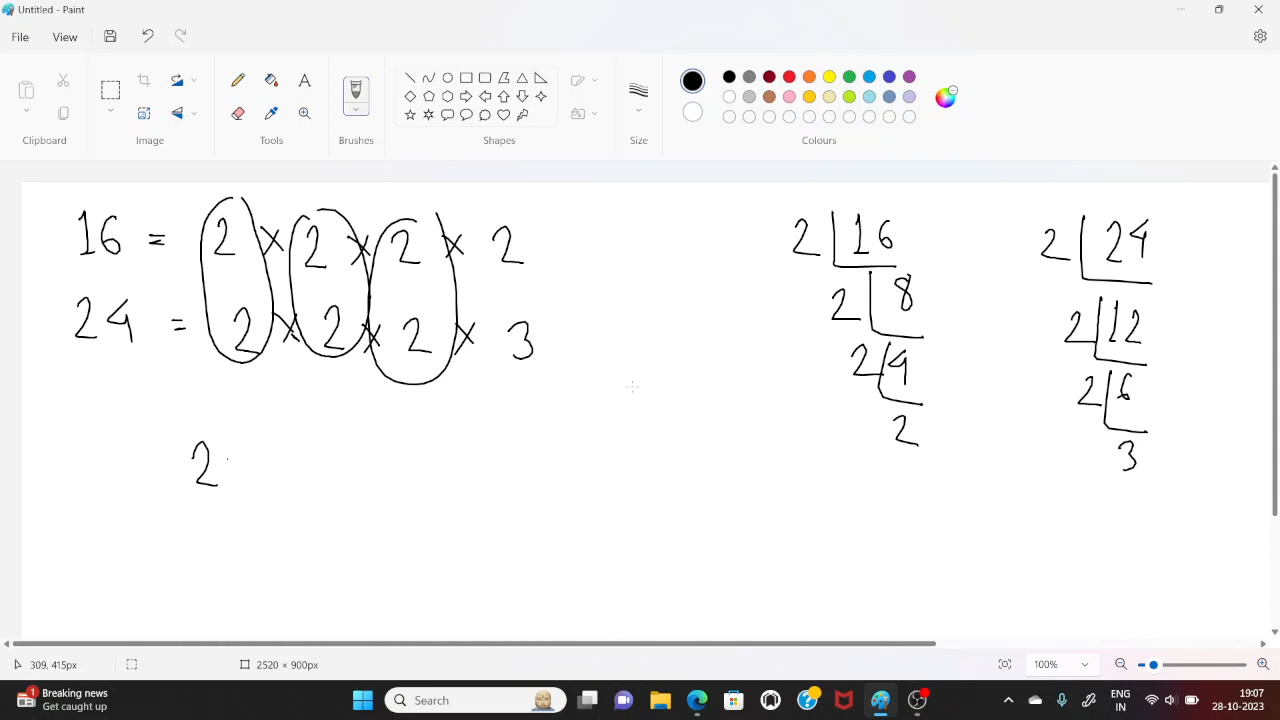 Untitled - Paint
File View
Clipboard Image Tools Brushes Shapes Size Colours
16 = 2 × 2 × 2 × 2
24 = 2 × 2 × 2 × 3
2
2 16
2 8
2 4
2
2 24
2 12
2 6
3
309, 415px 2520 × 900px 100%
1 Breaking news
Get caught up
Search
ENG
IN
19:07
28-10-2023